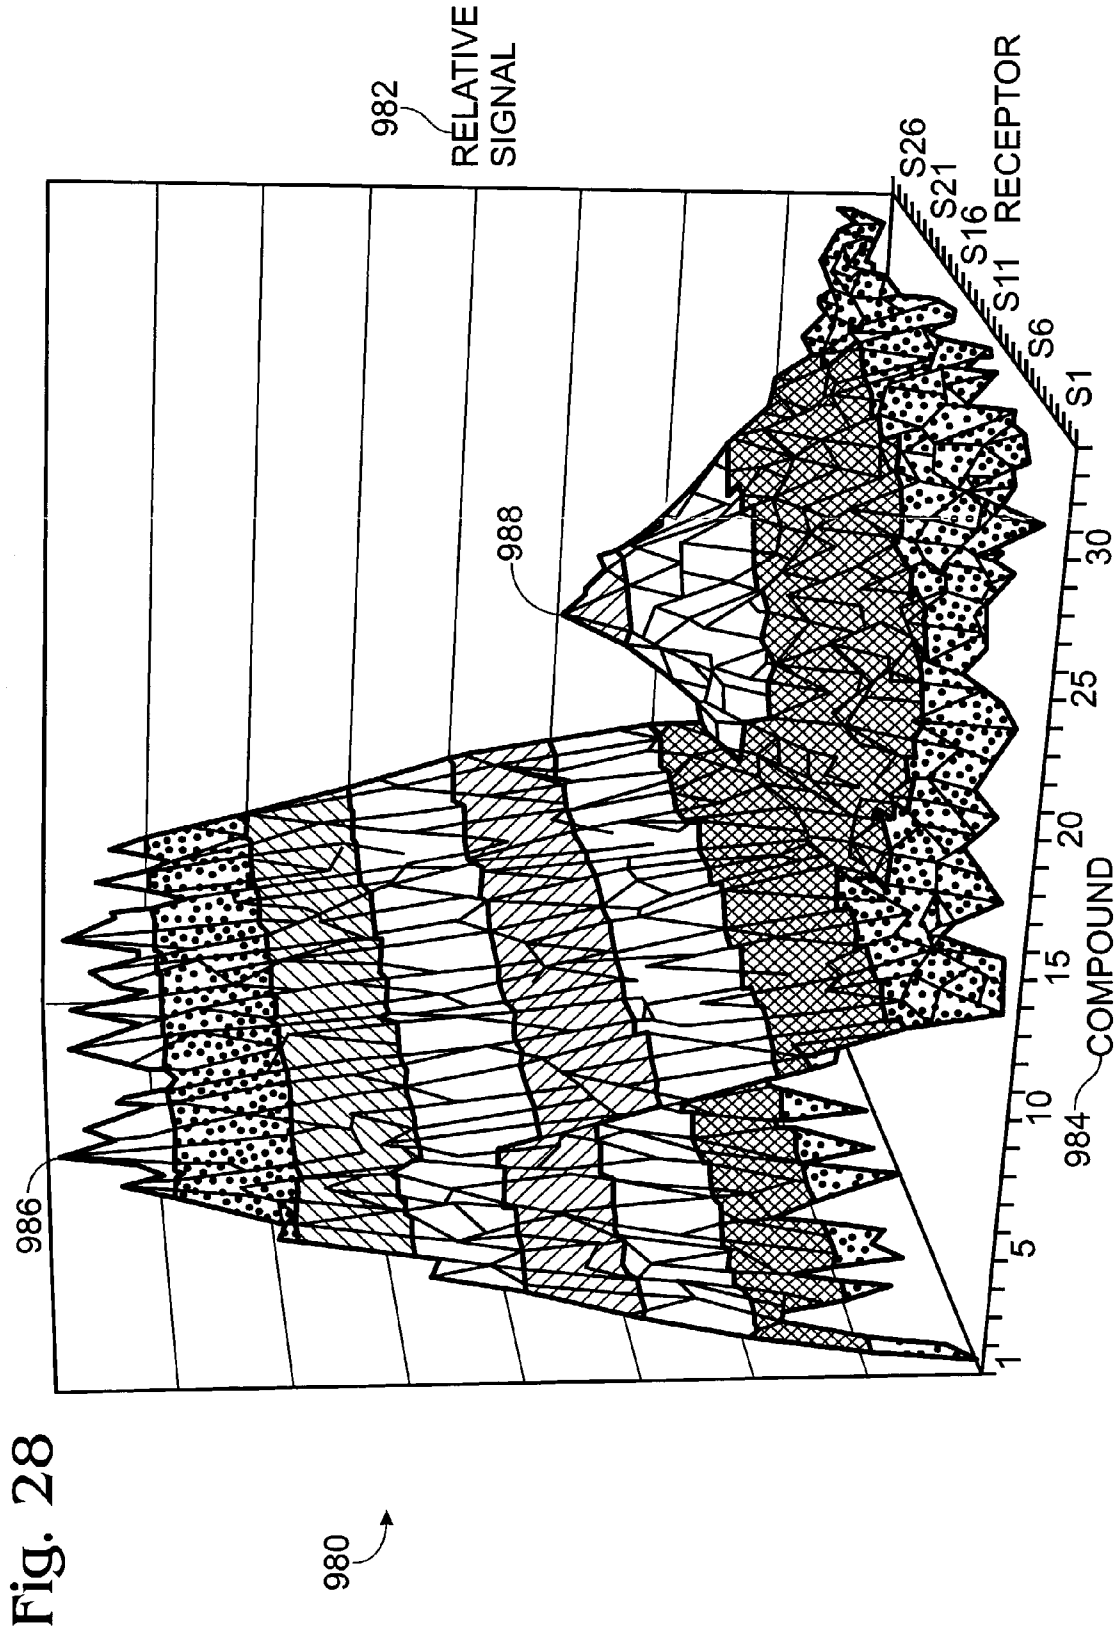 Fig. 28
980
986
988
982
RELATIVE
SIGNAL
S26
S21
S16
S11
S6
S1
RECEPTOR
1
5
10
15
20
25
30
984
COMPOUND